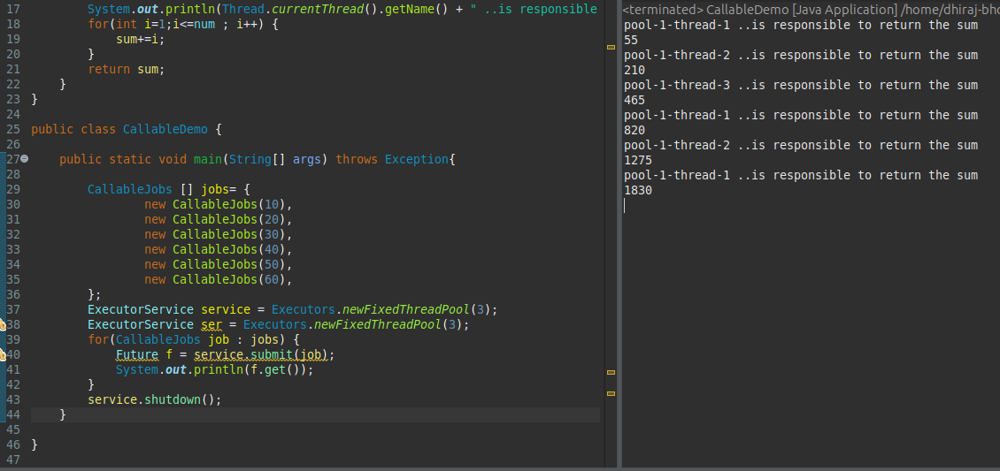 17 System.out.println(Thread.currentThread().getName() + " ..is responsible
18 for(int i=1;i<=num ; i++) {
19 sum+=i;
20 }
21 return sum;
22 }
23 }
24
25 public class CallableDemo {
26
27 public static void main(String[] args) throws Exception{
28
29 CallableJobs [] jobs= {
30 new CallableJobs(10),
31 new CallableJobs(20),
32 new CallableJobs(30),
33 new CallableJobs(40),
34 new CallableJobs(50),
35 new CallableJobs(60),
36 };
37 ExecutorService service = Executors.newFixedThreadPool(3);
38 ExecutorService ser = Executors.newFixedThreadPool(3);
39 for(CallableJobs job : jobs) {
40 Future f = service.submit(job);
41 System.out.println(f.get());
42 }
43 service.shutdown();
44 }
45
46 }
47
<terminated> CallableDemo [Java Application] /home/dhiraj-bho
pool-1-thread-1 ..is responsible to return the sum
55
pool-1-thread-2 ..is responsible to return the sum
210
pool-1-thread-3 ..is responsible to return the sum
465
pool-1-thread-1 ..is responsible to return the sum
820
pool-1-thread-2 ..is responsible to return the sum
1275
pool-1-thread-1 ..is responsible to return the sum
1830